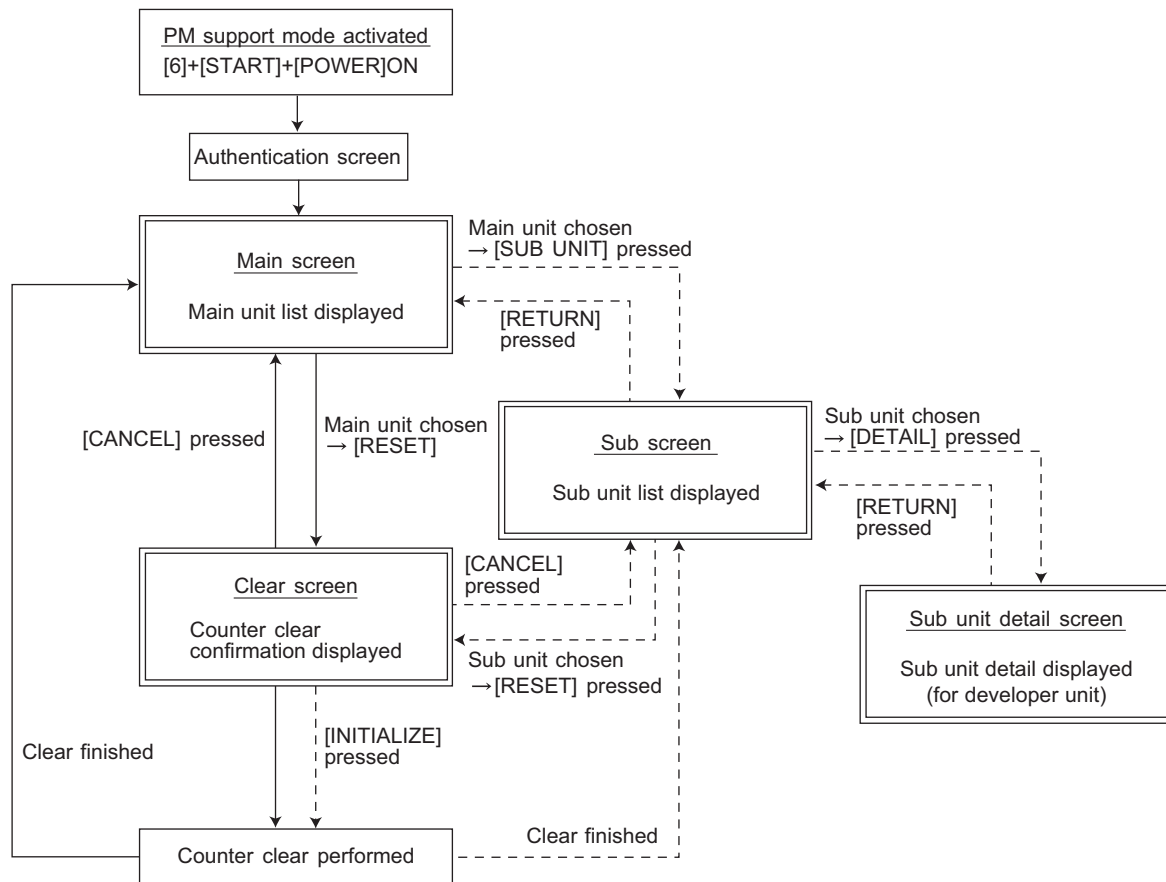 PM support mode activated
[6]+[START]+[POWER]ON
Authentication screen
Main screen
Main unit list displayed
Main unit chosen
→ [SUB UNIT] pressed
[RETURN]
pressed
[CANCEL] pressed
Main unit chosen
→ [RESET]
Sub screen
Sub unit list displayed
Sub unit chosen
→ [DETAIL] pressed
[RETURN]
pressed
Clear screen
Counter clear
confirmation displayed
[CANCEL]
pressed
Sub unit chosen
→[RESET] pressed
Sub unit detail screen
Sub unit detail displayed
(for developer unit)
Clear finished
[INITIALIZE]
pressed
Counter clear performed
Clear finished